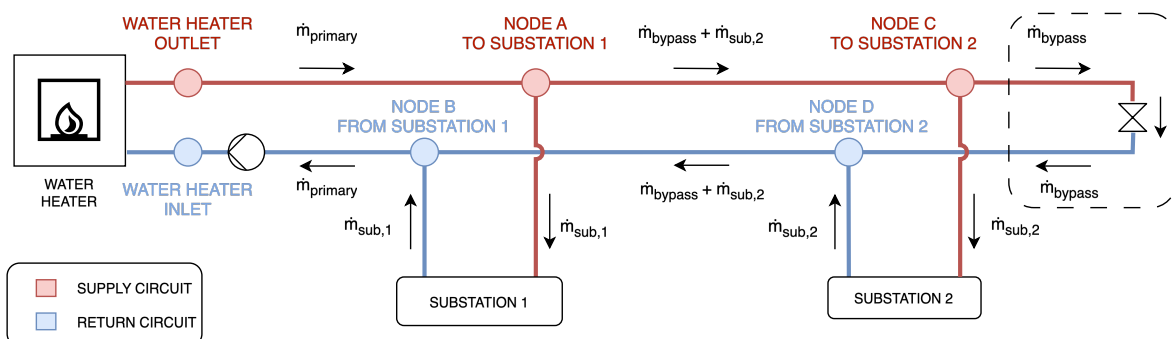 WATER HEATER
OUTLET
ṁprimary
NODE A
TO SUBSTATION 1
ṁbypass + ṁsub,2
NODE C
TO SUBSTATION 2
ṁbypass
NODE B
FROM SUBSTATION 1
NODE D
FROM SUBSTATION 2
WATER
HEATER
WATER HEATER
INLET
ṁprimary
ṁbypass + ṁsub,2
ṁbypass
ṁsub,1
ṁsub,1
ṁsub,2
ṁsub,2
SUBSTATION 1
SUBSTATION 2
SUPPLY CIRCUIT
RETURN CIRCUIT